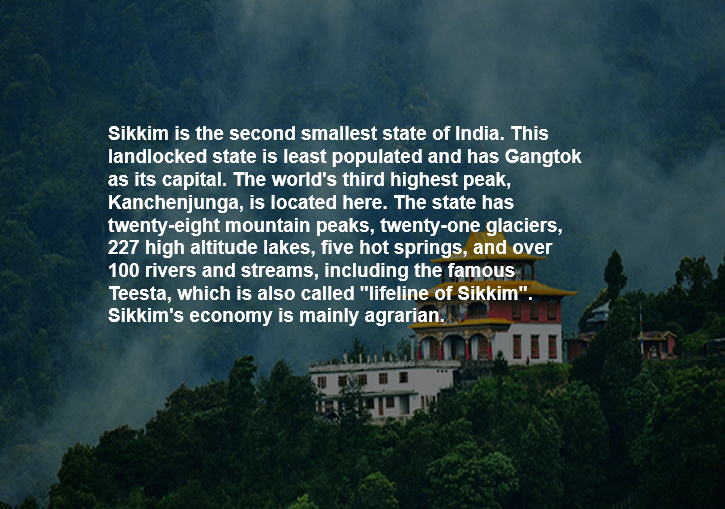 Sikkim is the second smallest state of India. This
landlocked state is least populated and has Gangtok
as its capital. The world's third highest peak,
Kanchenjunga, is located here. The state has
twenty-eight mountain peaks, twenty-one glaciers,
227 high altitude lakes, five hot springs, and over
100 rivers and streams, including the famous
Teesta, which is also called "lifeline of Sikkim".
Sikkim's economy is mainly agrarian.